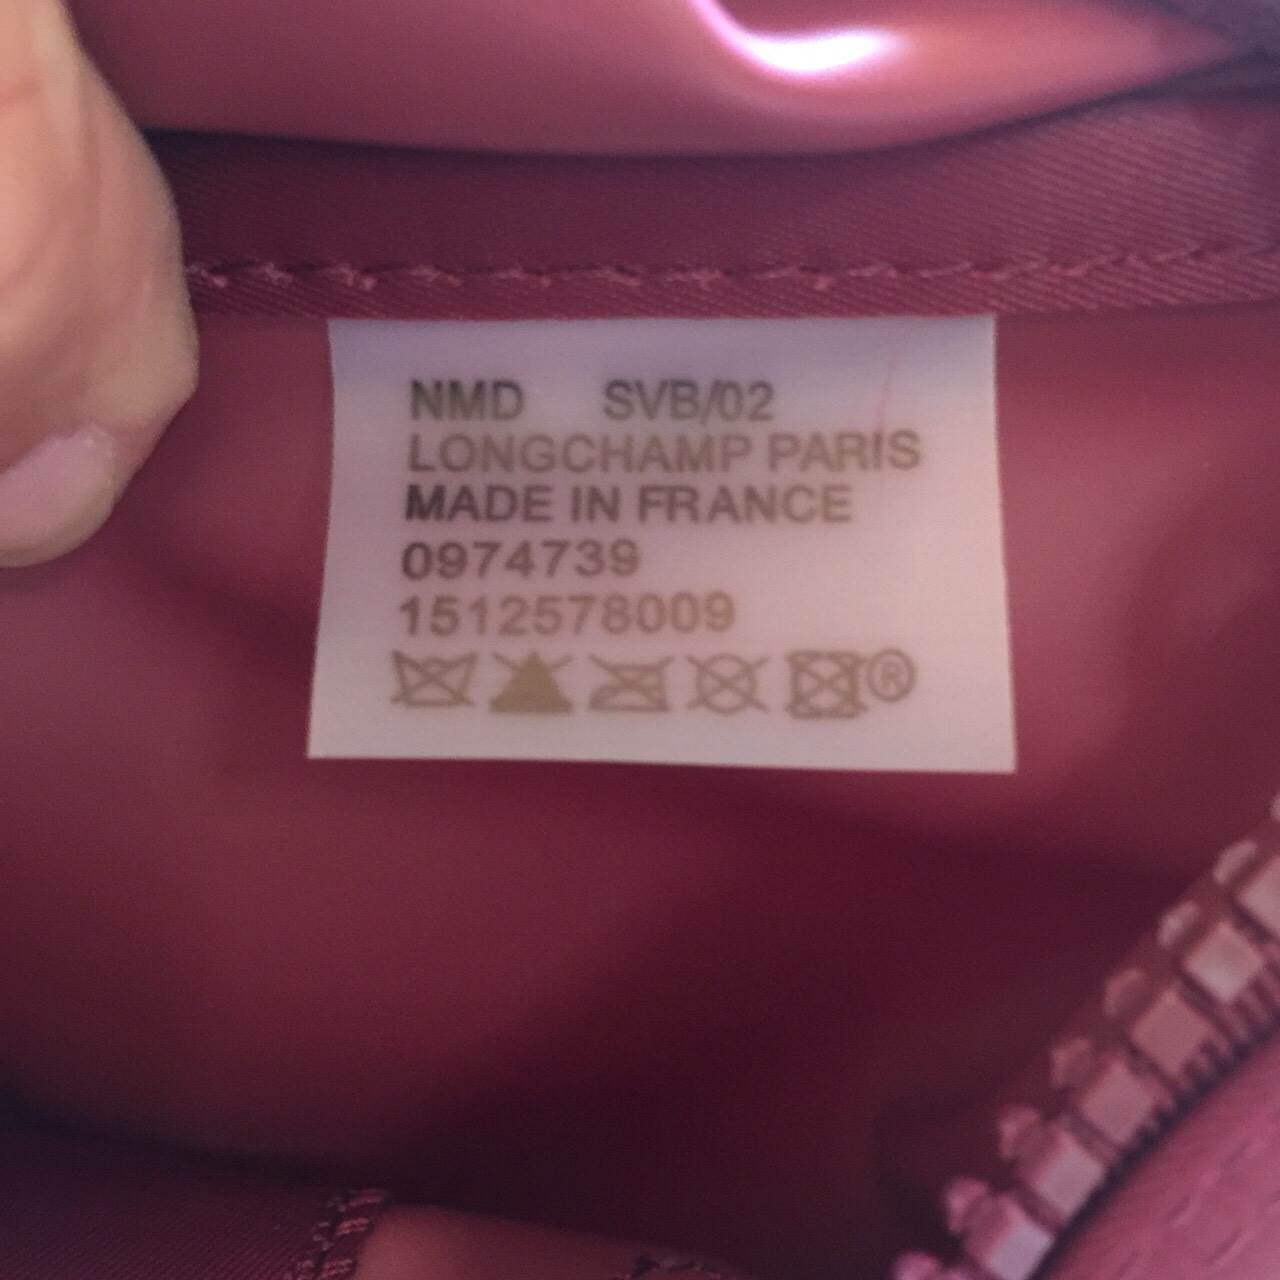 NMD SVB/02
LONGCHAMP PARIS
MADE IN FRANCE
0974739
1512578009
®